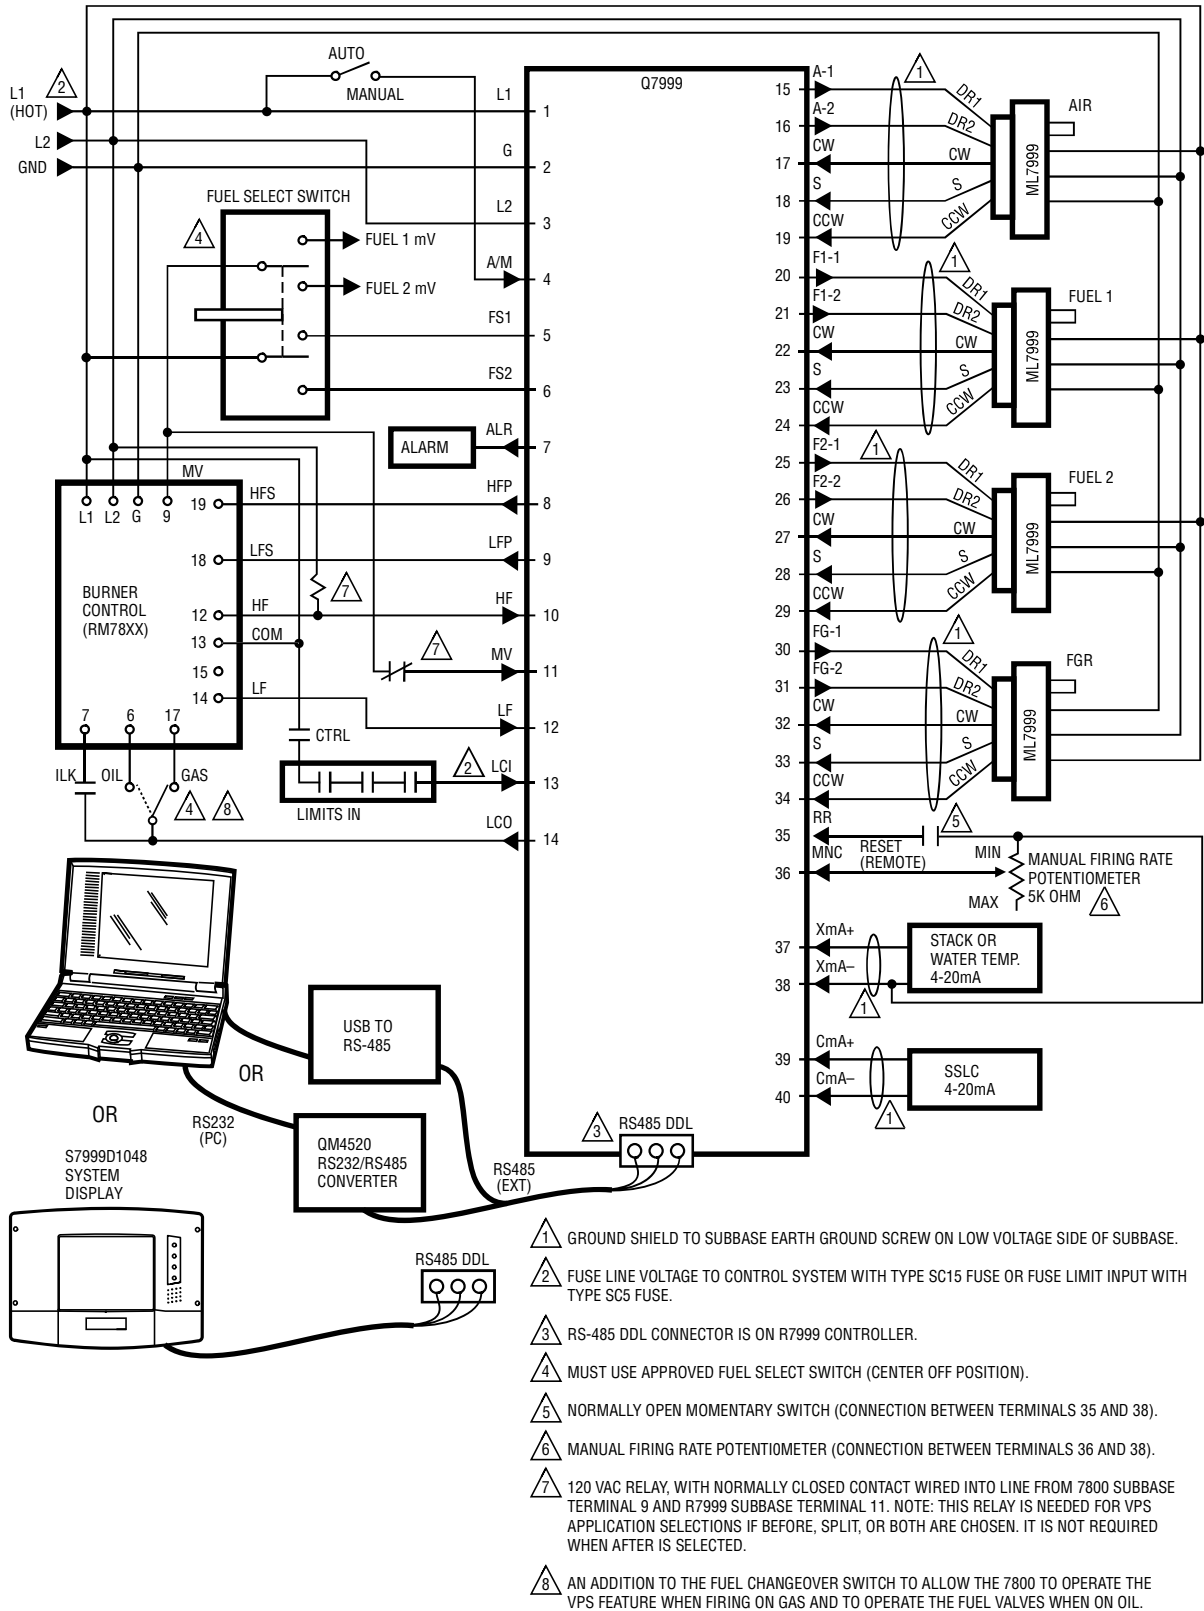 L1
(HOT)
2
L2
GND
AUTO
MANUAL
Q7999
L1
1
G
2
L2
3
A/M
4
FS1
5
FS2
6
ALR
7
HFP
8
LFP
9
HF
10
MV
11
LF
12
LCI
13
LCO
14
FUEL SELECT SWITCH
4
FUEL 1 mV
FUEL 2 mV
ALARM
MV
L1 L2 G 9
19
HFS
18
LFS
BURNER
CONTROL
(RM78XX)
12
HF
13
COM
15
14
LF
7
7
7 6 17
CTRL
2
LIMITS IN
ILK OIL GAS
4 8
15
A-1
16
A-2
17
CW
18
S
19
CCW
1
DR1
DR2
CW
S
CCW
ML7999
AIR
20
F1-1
21
F1-2
22
CW
23
S
24
CCW
1
DR1
DR2
CW
S
CCW
ML7999
FUEL 1
25
F2-1
26
F2-2
27
CW
28
S
29
CCW
1
DR1
DR2
CW
S
CCW
ML7999
FUEL 2
30
FG-1
31
FG-2
32
CW
33
S
34
CCW
1
DR1
DR2
CW
S
CCW
ML7999
FGR
35
RR
RESET
(REMOTE)
5
36
MNC
MIN
MAX
MANUAL FIRING RATE
POTENTIOMETER
5K OHM
6
37
XmA+
38
XmA–
1
STACK OR
WATER TEMP.
4-20mA
39
CmA+
40
CmA–
1
SSLC
4-20mA
USB TO
RS-485
OR
OR
RS232
(PC)
QM4520
RS232/RS485
CONVERTER
RS485
(EXT)
3
RS485 DDL
S7999D1048
SYSTEM
DISPLAY
RS485 DDL
1 GROUND SHIELD TO SUBBASE EARTH GROUND SCREW ON LOW VOLTAGE SIDE OF SUBBASE.
2 FUSE LINE VOLTAGE TO CONTROL SYSTEM WITH TYPE SC15 FUSE OR FUSE LIMIT INPUT WITH
TYPE SC5 FUSE.
3 RS-485 DDL CONNECTOR IS ON R7999 CONTROLLER.
4 MUST USE APPROVED FUEL SELECT SWITCH (CENTER OFF POSITION).
5 NORMALLY OPEN MOMENTARY SWITCH (CONNECTION BETWEEN TERMINALS 35 AND 38).
6 MANUAL FIRING RATE POTENTI0METER (CONNECTION BETWEEN TERMINALS 36 AND 38).
7 120 VAC RELAY, WITH NORMALLY CLOSED CONTACT WIRED INTO LINE FROM 7800 SUBBASE
TERMINAL 9 AND R7999 SUBBASE TERMINAL 11. NOTE: THIS RELAY IS NEEDED FOR VPS
APPLICATION SELECTIONS IF BEFORE, SPLIT, OR BOTH ARE CHOSEN. IT IS NOT REQUIRED
WHEN AFTER IS SELECTED.
8 AN ADDITION TO THE FUEL CHANGEOVER SWITCH TO ALLOW THE 7800 TO OPERATE THE
VPS FEATURE WHEN FIRING ON GAS AND TO OPERATE THE FUEL VALVES WHEN ON OIL.